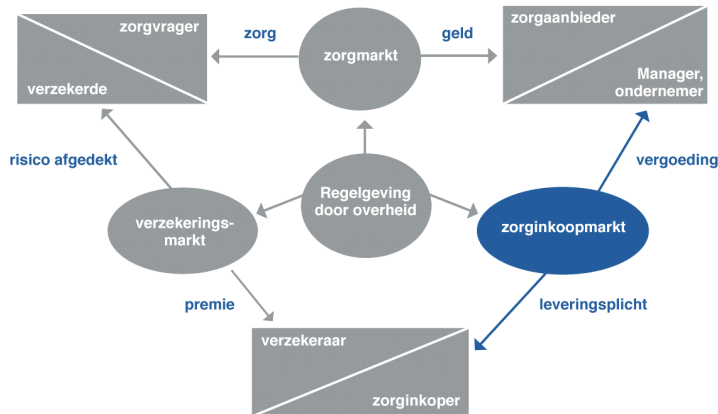 zorgvrager
verzekerde
zorg
zorgmarkt
geld
zorgaanbieder
Manager,
ondernemer
risico afgedekt
vergoeding
Regelgeving
door overheid
verzekerings-
markt
zorginkoopmarkt
premie
leveringsplicht
verzekeraar
zorginkoper